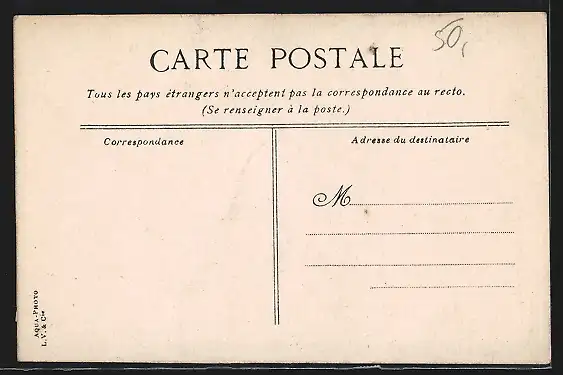 50,
CARTE POSTALE
Tous les pays étrangers n'acceptent pas la correspondance au recto.
(Se renseigner à la poste.)
Correspondance
Adresse du destinataire
M
AQUA-PHOTO
L. V. & Cie